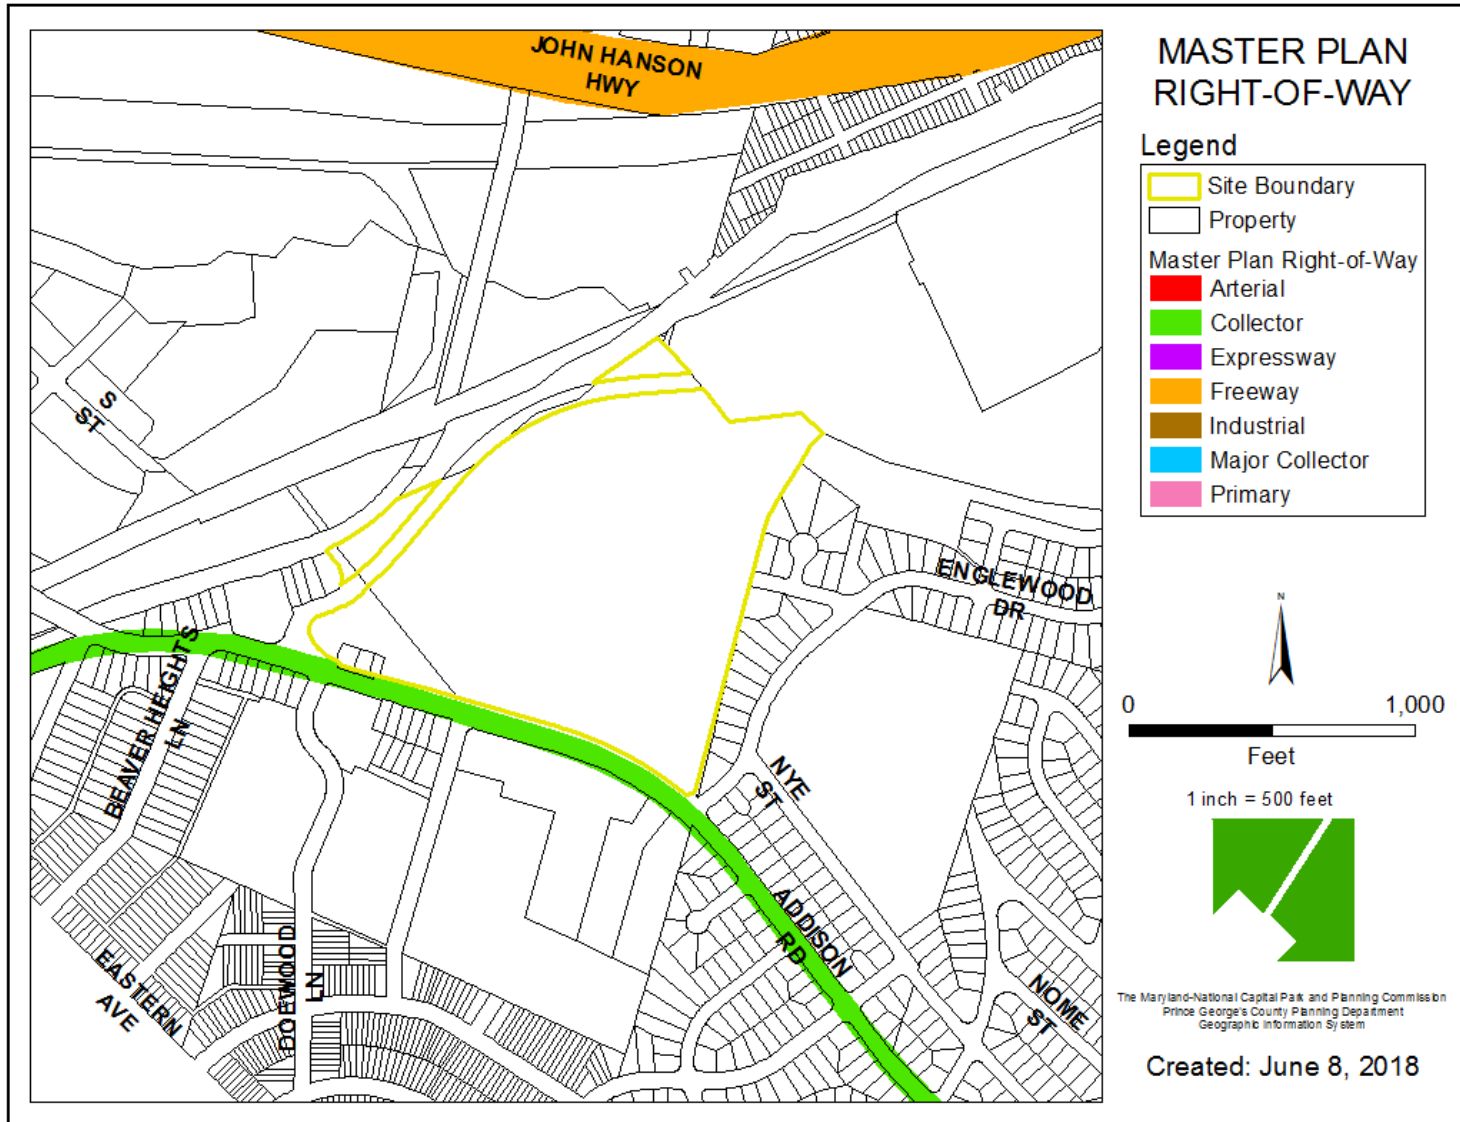 JOHN HANSON
HWY
S
ST
BEAVER HEIGHTS
LN
EASTERN
AVE
DOEWOOD
LN
ENGLEWOOD
DR
NYE
ST
ADDISON
RD
NOME
ST
MASTER PLAN
RIGHT-OF-WAY
Legend
Site Boundary
Property
Master Plan Right-of-Way
Arterial
Collector
Expressway
Freeway
Industrial
Major Collector
Primary
N
0 1,000
Feet
1 inch = 500 feet
The Maryland-National Capital Park and Planning Commission
Prince George's County Planning Department
Geographic Information System
Created: June 8, 2018